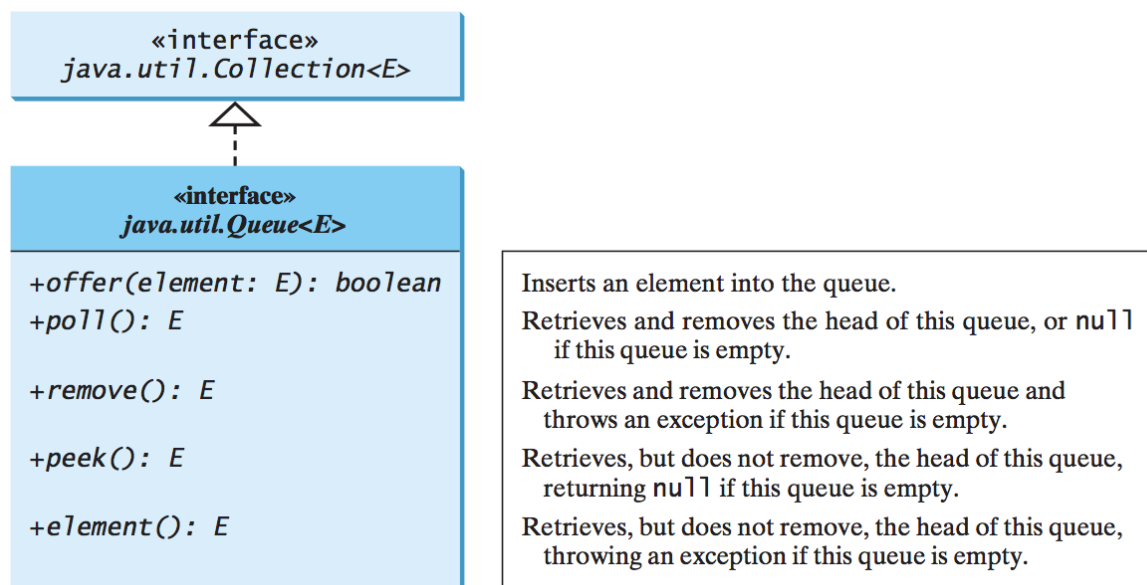 «interface»
java.util.Collection<E>
«interface»
java.util.Queue<E>
+offer(element: E): boolean
Inserts an element into the queue.
+poll(): E
Retrieves and removes the head of this queue, or null
if this queue is empty.
+remove(): E
Retrieves and removes the head of this queue and
throws an exception if this queue is empty.
+peek(): E
Retrieves, but does not remove, the head of this queue,
returning null if this queue is empty.
+element(): E
Retrieves, but does not remove, the head of this queue,
throwing an exception if this queue is empty.